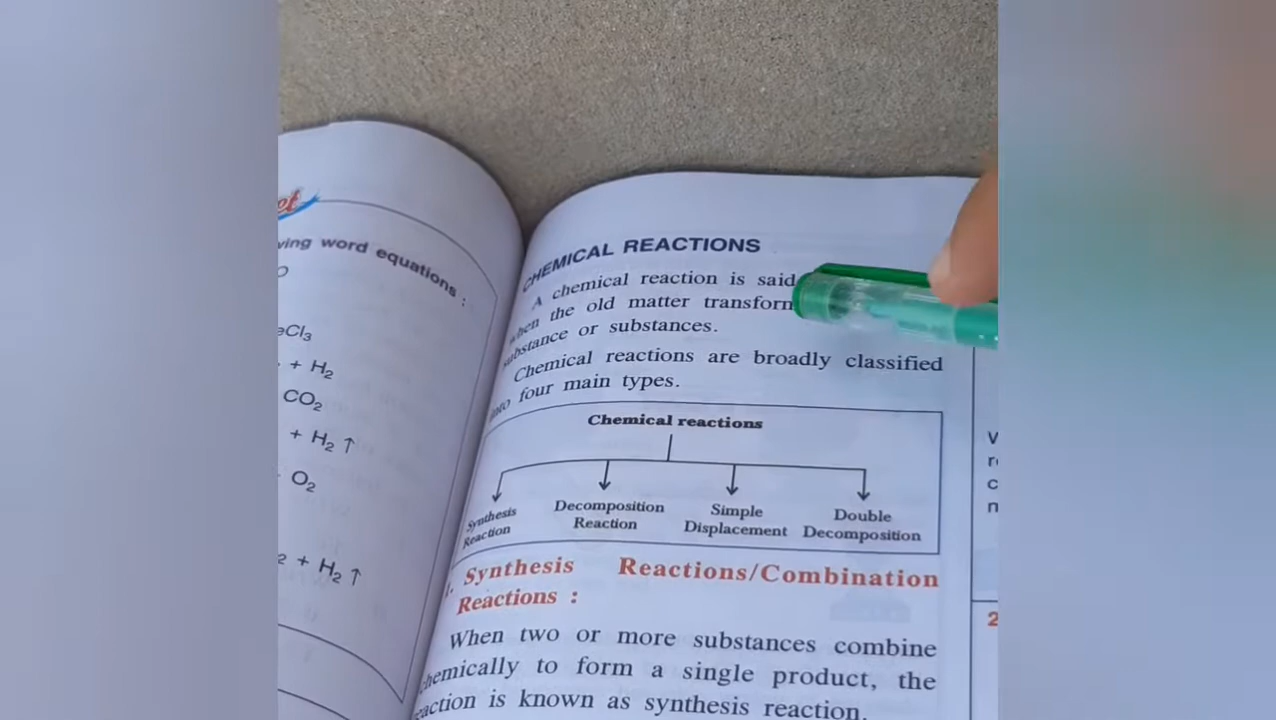 et
ving word equations :
eCl₃
+ H₂
CO₂
+ H₂ ↑
O₂
2 + H₂ ↑
CHEMICAL REACTIONS
A chemical reaction is said
when the old matter transform
substance or substances.
Chemical reactions are broadly classified
into four main types.
Chemical reactions
Synthesis Reaction
Decomposition Reaction
Simple Displacement
Double Decomposition
1. Synthesis Reactions/Combination
Reactions :
When two or more substances combine
chemically to form a single product, the
reaction is known as synthesis reaction.
2